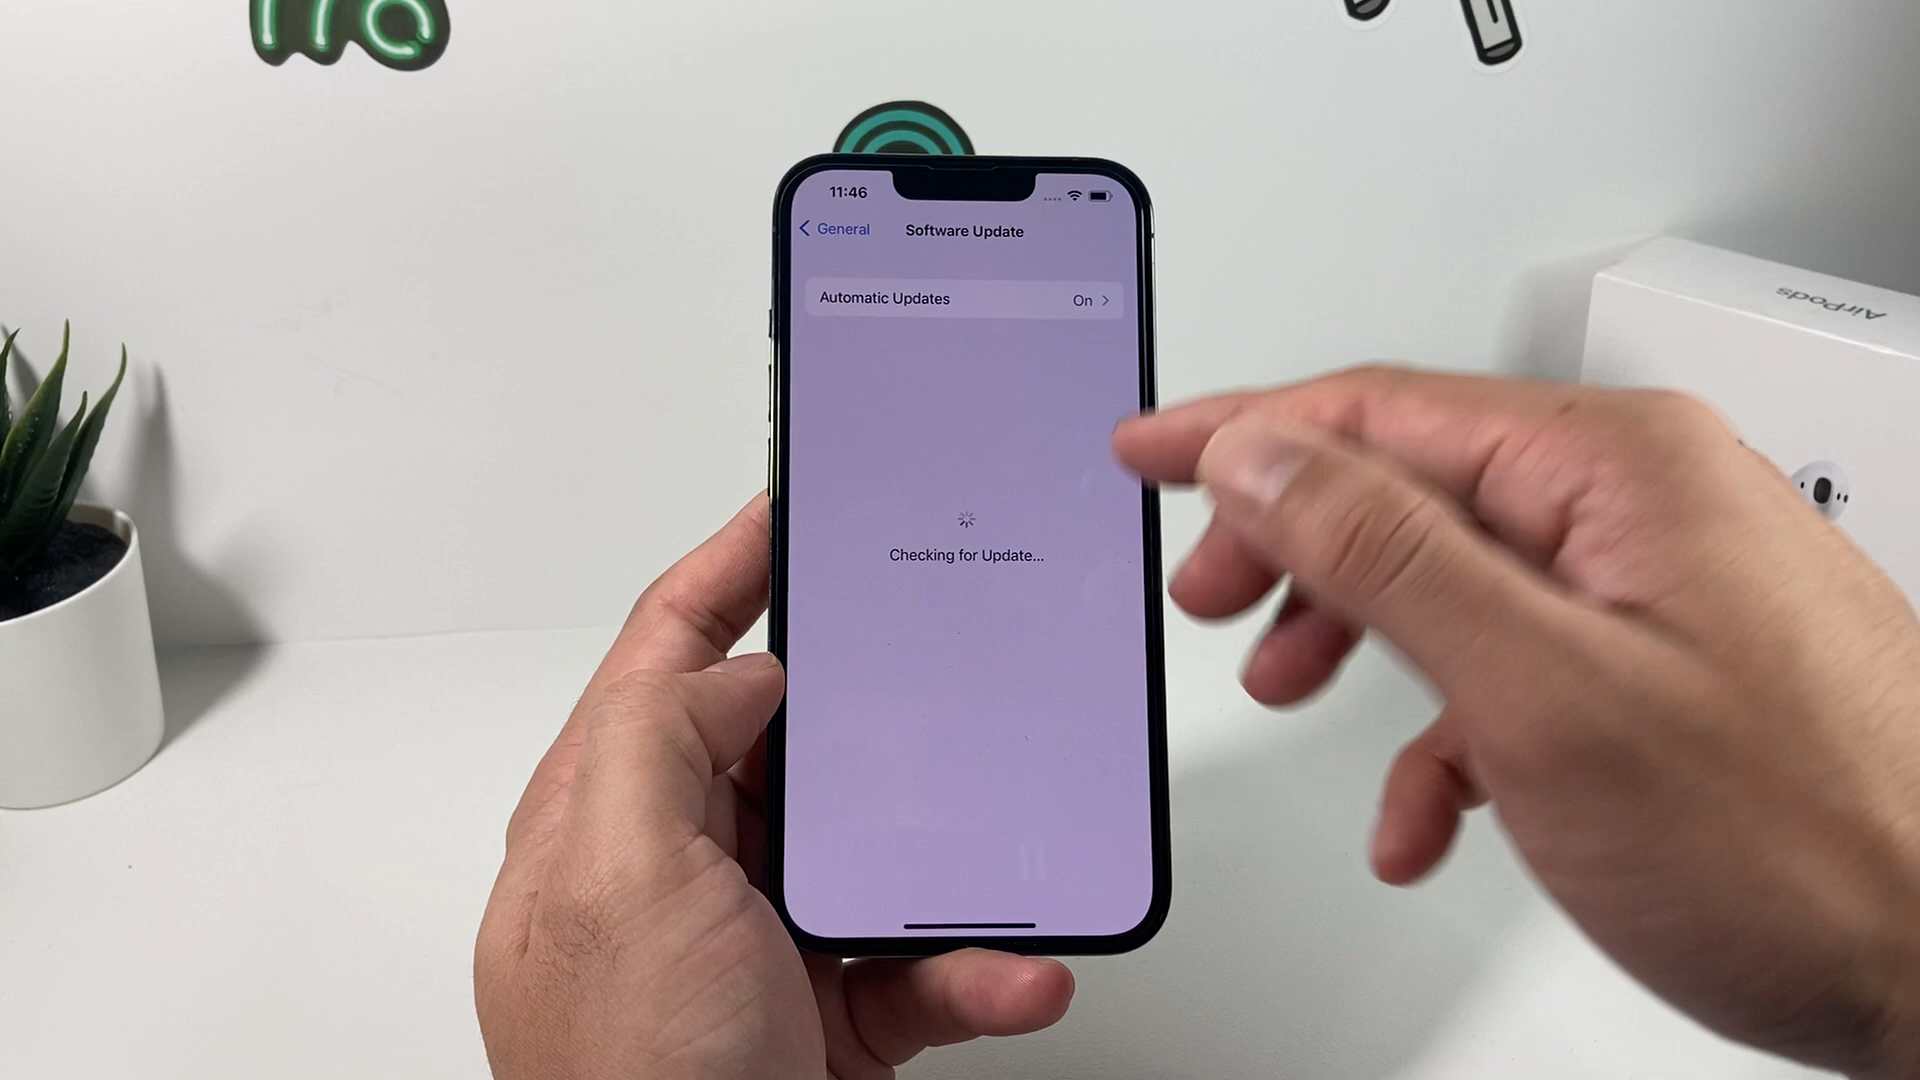 11:46
General
Software Update
Automatic Updates
On
Checking for Update...
AirPods